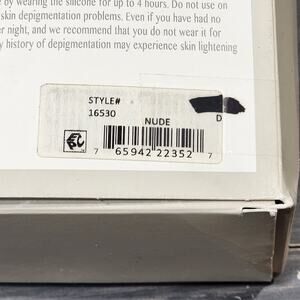 by wearing the silicone for up to 4 hours. Do not use on
skin depigmentation problems. Even if you have had no
er night, and we recommend that you do not wear it for
y history of depigmentation may experience skin lightening
STYLE#
16530
NUDE
D
7 65942 22352 7